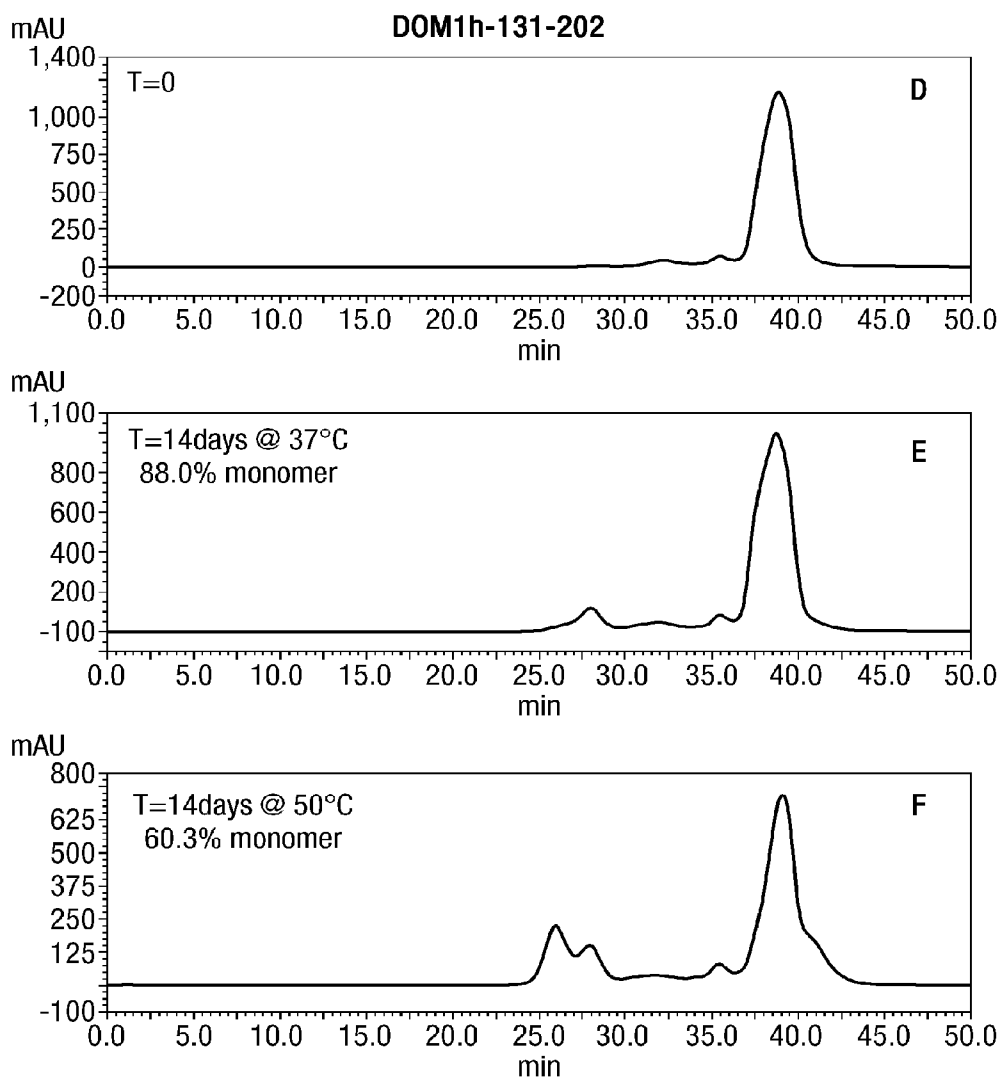 DOM1h-131-202
mAU
1,400
1,000
750
500
250
0
-200
T=0
D
0.0 5.0 10.0 15.0 20.0 25.0 30.0 35.0 40.0 45.0 50.0
min
mAU
1,100
800
600
400
200
-100
T=14days @ 37°C
88.0% monomer
E
0.0 5.0 10.0 15.0 20.0 25.0 30.0 35.0 40.0 45.0 50.0
min
mAU
800
625
500
375
250
125
-100
T=14days @ 50°C
60.3% monomer
F
0.0 5.0 10.0 15.0 20.0 25.0 30.0 35.0 40.0 45.0 50.0
min